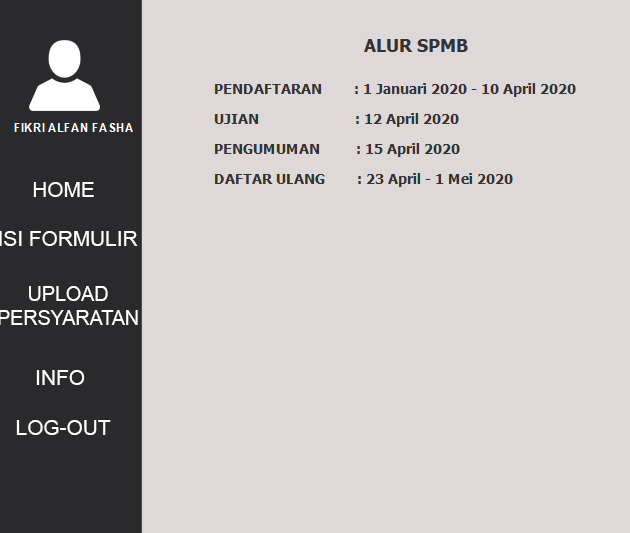 FIKRI ALFAN FASHA
HOME
ISI FORMULIR
UPLOAD
PERSYARATAN
INFO
LOG-OUT
ALUR SPMB
PENDAFTARAN : 1 Januari 2020 - 10 April 2020
UJIAN : 12 April 2020
PENGUMUMAN : 15 April 2020
DAFTAR ULANG : 23 April - 1 Mei 2020